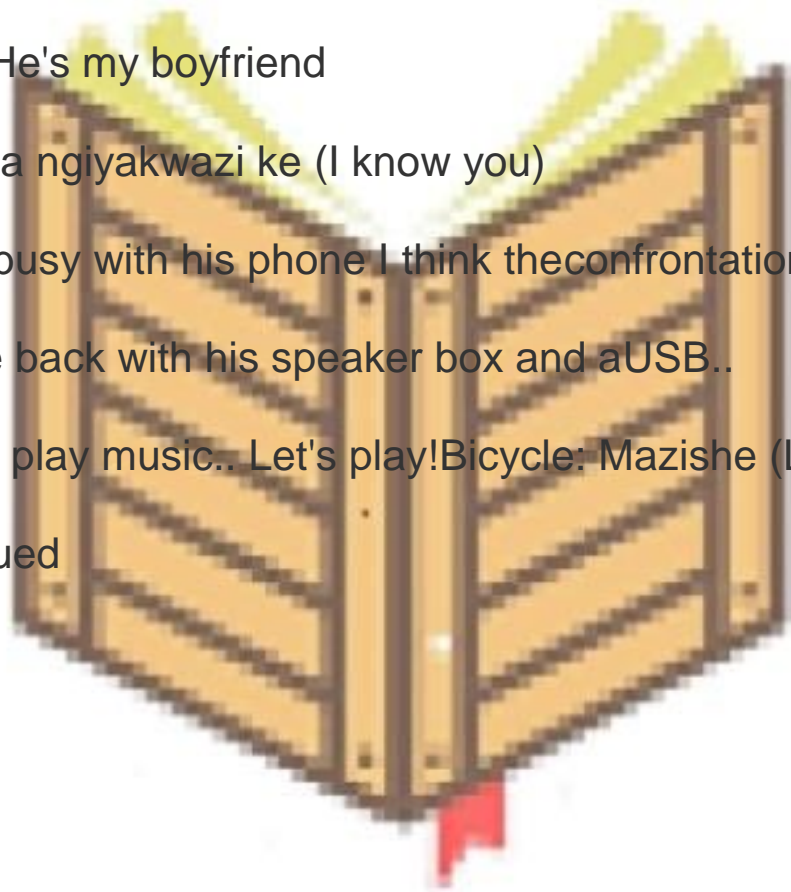 He's my boyfriend
a ngiyakwazi ke (I know you)
busy with his phone I think theconfrontation
back with his speaker box and aUSB..
play music.. Let's play!Bicycle: Mazishe (L
ued